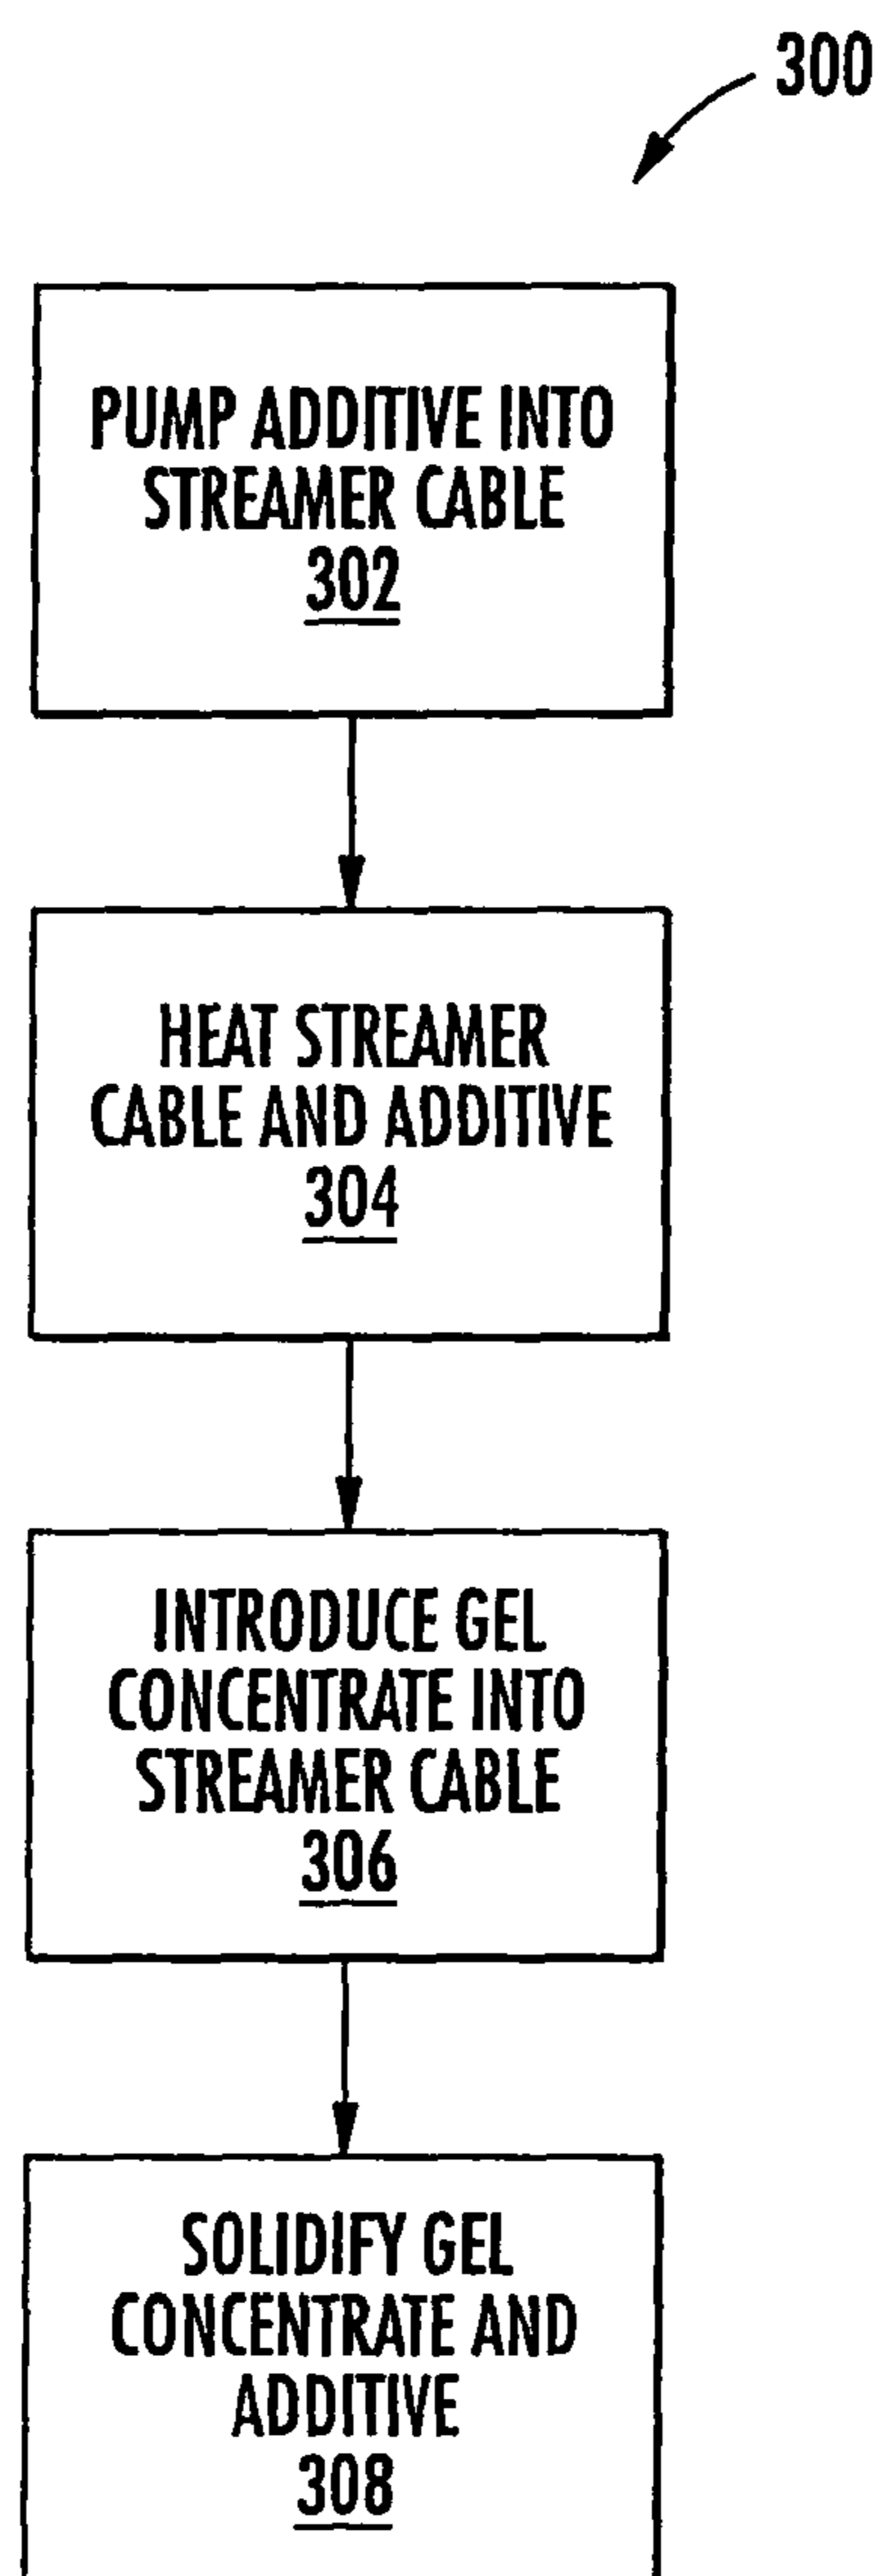 300
PUMP ADDITIVE INTO
STREAMER CABLE
302
HEAT STREAMER
CABLE AND ADDITIVE
304
INTRODUCE GEL
CONCENTRATE INTO
STREAMER CABLE
306
SOLIDIFY GEL
CONCENTRATE AND
ADDITIVE
308